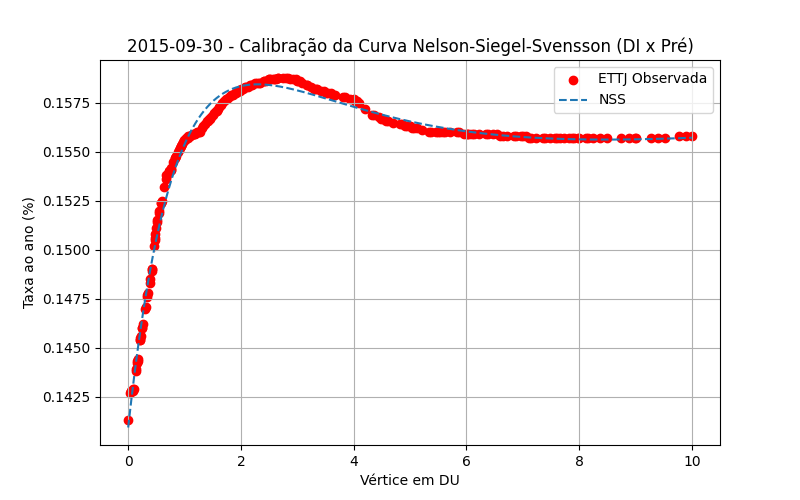 2015-09-30 - Calibração da Curva Nelson-Siegel-Svensson (DI x Pré)
ETTJ Observada
NSS
Taxa ao ano (%)
0.1575
0.1550
0.1525
0.1500
0.1475
0.1450
0.1425
0 2 4 6 8 10
Vértice em DU